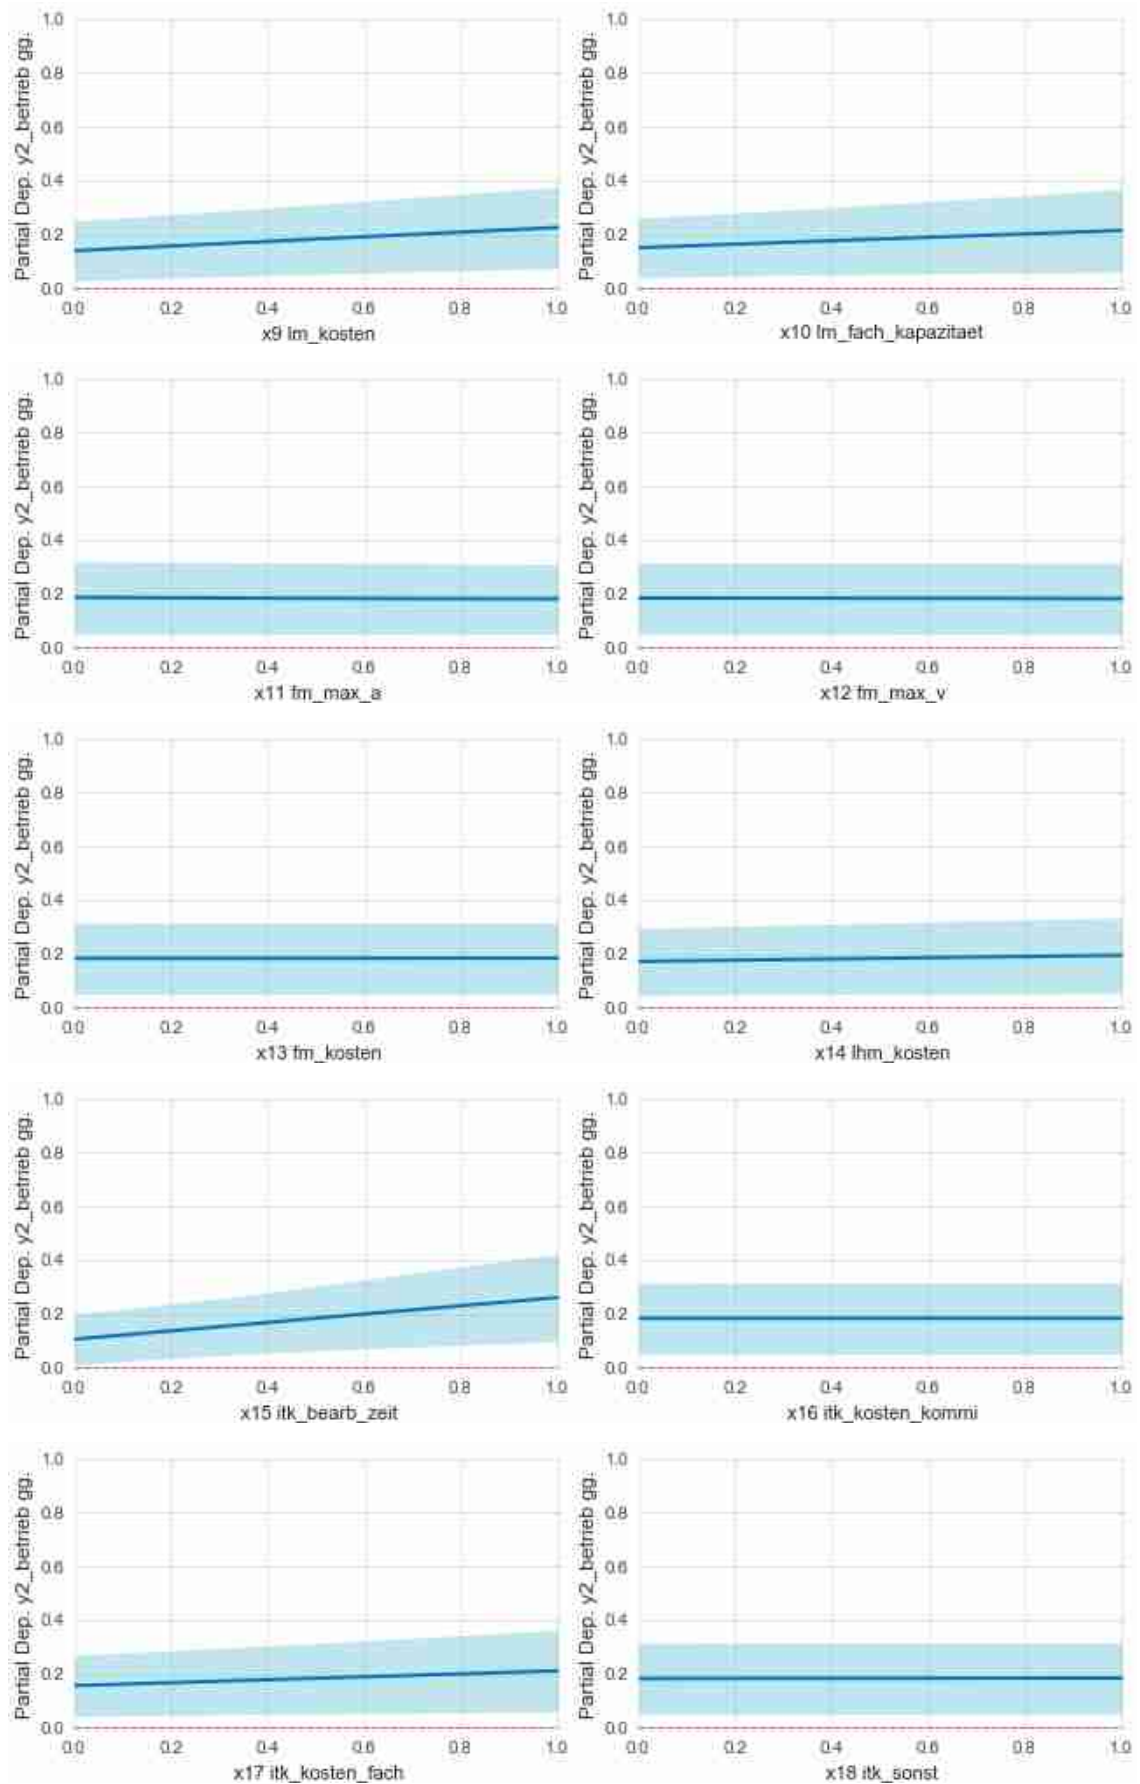 Partial Dep. y2_betrieb gg.
1.0
0.8
0.6
0.4
0.2
0.0
0.0 0.2 0.4 0.6 0.8 1.0
x9 lm_kosten
Partial Dep. y2_betrieb gg.
1.0
0.8
0.6
0.4
0.2
0.0
0.0 0.2 0.4 0.6 0.8 1.0
x10 lm_fach_kapazitaet
Partial Dep. y2_betrieb gg.
1.0
0.8
0.6
0.4
0.2
0.0
0.0 0.2 0.4 0.6 0.8 1.0
x11 fm_max_a
Partial Dep. y2_betrieb gg.
1.0
0.8
0.6
0.4
0.2
0.0
0.0 0.2 0.4 0.6 0.8 1.0
x12 fm_max_v
Partial Dep. y2_betrieb gg.
1.0
0.8
0.6
0.4
0.2
0.0
0.0 0.2 0.4 0.6 0.8 1.0
x13 fm_kosten
Partial Dep. y2_betrieb gg.
1.0
0.8
0.6
0.4
0.2
0.0
0.0 0.2 0.4 0.6 0.8 1.0
x14 lhm_kosten
Partial Dep. y2_betrieb gg.
1.0
0.8
0.6
0.4
0.2
0.0
0.0 0.2 0.4 0.6 0.8 1.0
x15 itk_bearb_zeit
Partial Dep. y2_betrieb gg.
1.0
0.8
0.6
0.4
0.2
0.0
0.0 0.2 0.4 0.6 0.8 1.0
x16 itk_kosten_kommi
Partial Dep. y2_betrieb gg.
1.0
0.8
0.6
0.4
0.2
0.0
0.0 0.2 0.4 0.6 0.8 1.0
x17 itk_kosten_fach
Partial Dep. y2_betrieb gg.
1.0
0.8
0.6
0.4
0.2
0.0
0.0 0.2 0.4 0.6 0.8 1.0
x18 itk_sonst